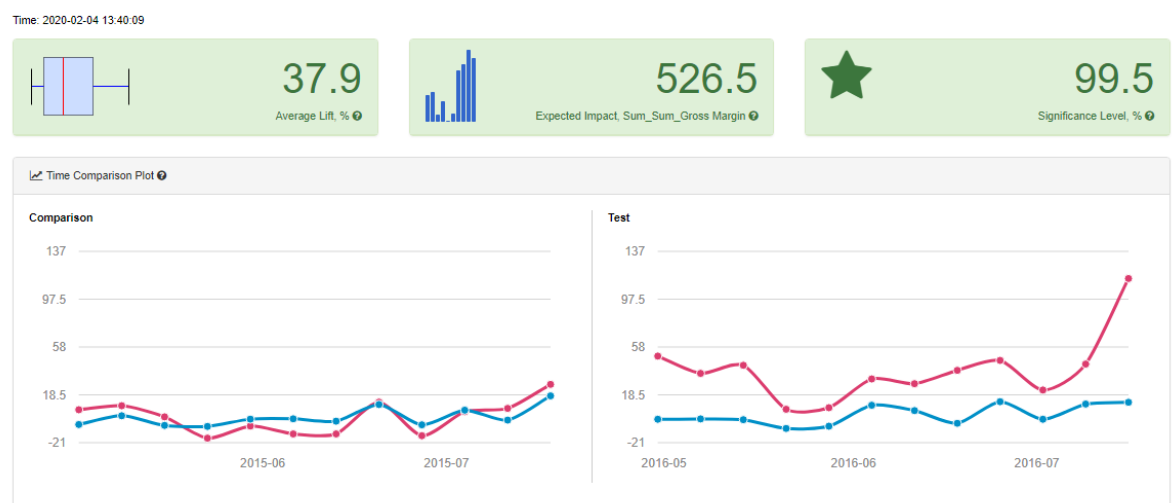 Time: 2020-02-04 13:40:09
37.9
Average Lift, %
526.5
Expected Impact, Sum_Sum_Gross Margin
99.5
Significance Level, %
Time Comparison Plot
Comparison
137
97.5
58
18.5
-21
2015-06
2015-07
Test
137
97.5
58
18.5
-21
2016-05
2016-06
2016-07